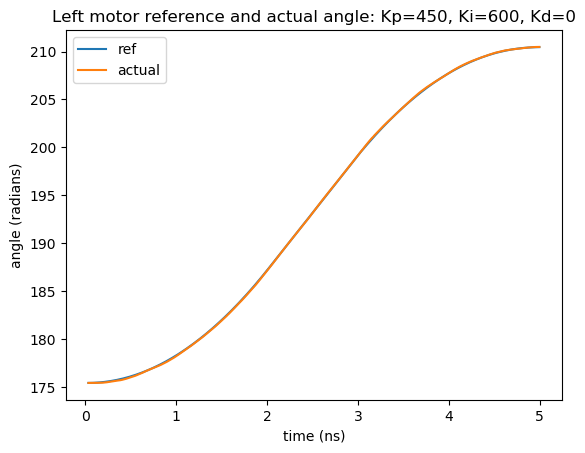 Left motor reference and actual angle: Kp=450, Ki=600, Kd=0
ref
actual
210
205
200
195
190
185
180
175
angle (radians)
0 1 2 3 4 5
time (ns)